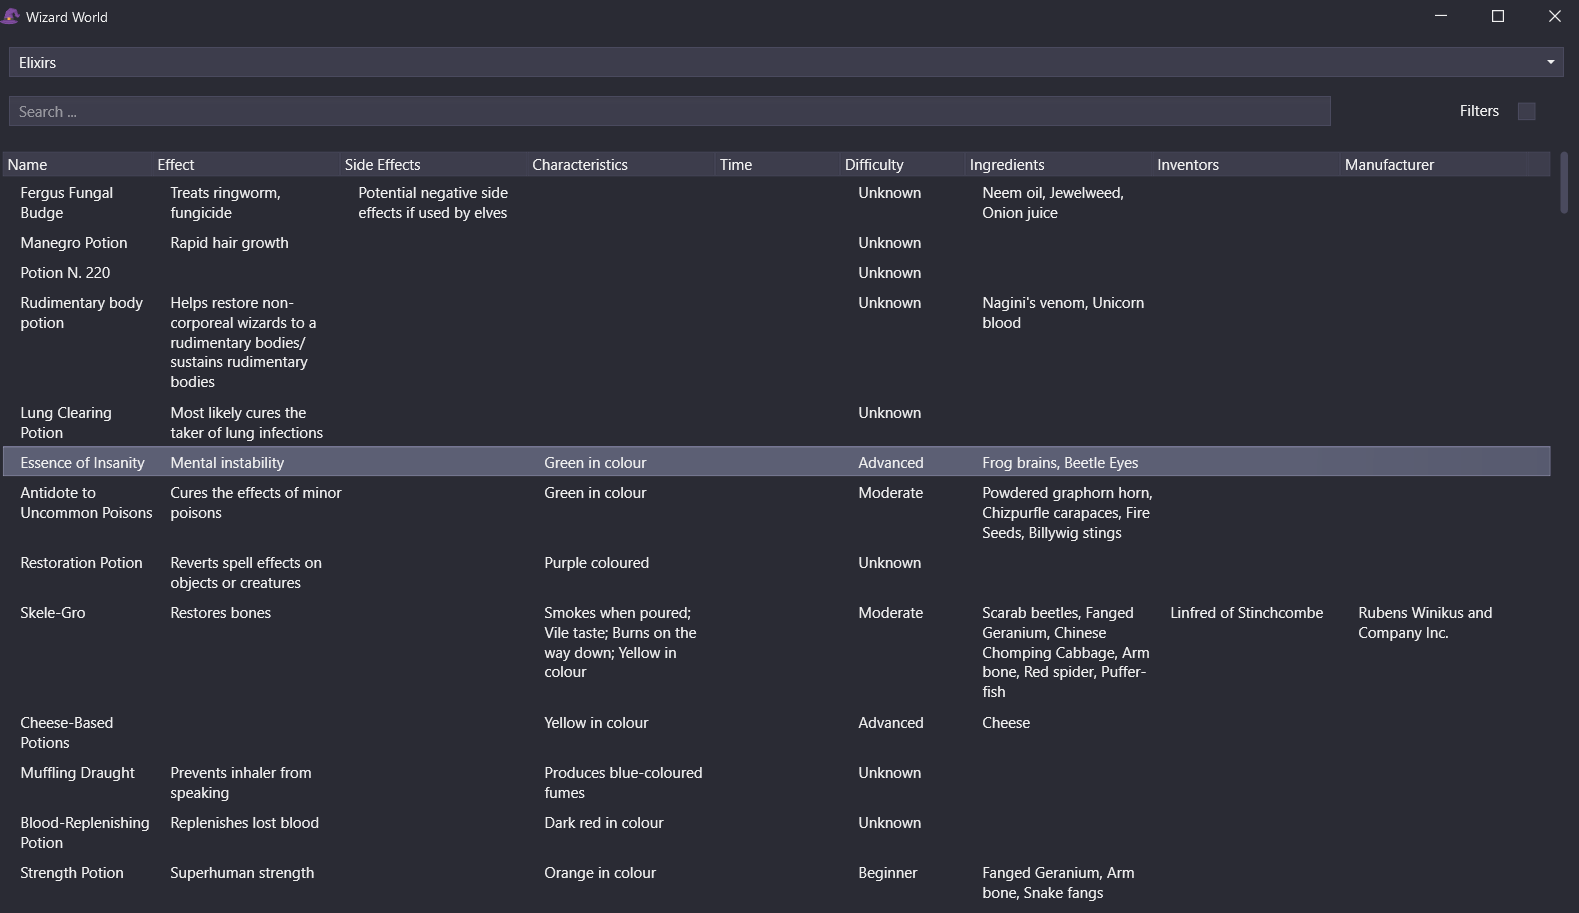 Wizard World
Elixirs
Search ...
Filters
Name Effect Side Effects Characteristics Time Difficulty Ingredients Inventors Manufacturer
Fergus Fungal Treats ringworm, Potential negative side Unknown Neem oil, Jewelweed,
Budge fungicide effects if used by elves Onion juice
Manegro Potion Rapid hair growth Unknown
Potion N. 220 Unknown
Rudimentary body Helps restore non- Unknown Nagini's venom, Unicorn
potion corporeal wizards to a blood
rudimentary bodies/
sustains rudimentary
bodies
Lung Clearing Most likely cures the Unknown
Potion taker of lung infections
Essence of Insanity Mental instability Green in colour Advanced Frog brains, Beetle Eyes
Antidote to Cures the effects of minor Green in colour Moderate Powdered graphorn horn,
Uncommon Poisons poisons Chizpurfle carapaces, Fire
Seeds, Billywig stings
Restoration Potion Reverts spell effects on Purple coloured Unknown
objects or creatures
Skele-Gro Restores bones Smokes when poured; Moderate Scarab beetles, Fanged Linfred of Stinchcombe Rubens Winikus and
Vile taste; Burns on the Geranium, Chinese Company Inc.
way down; Yellow in Chomping Cabbage, Arm
colour bone, Red spider, Puffer-
fish
Cheese-Based Yellow in colour Advanced Cheese
Potions
Muffling Draught Prevents inhaler from Produces blue-coloured Unknown
speaking fumes
Blood-Replenishing Replenishes lost blood Dark red in colour Unknown
Potion
Strength Potion Superhuman strength Orange in colour Beginner Fanged Geranium, Arm
bone, Snake fangs